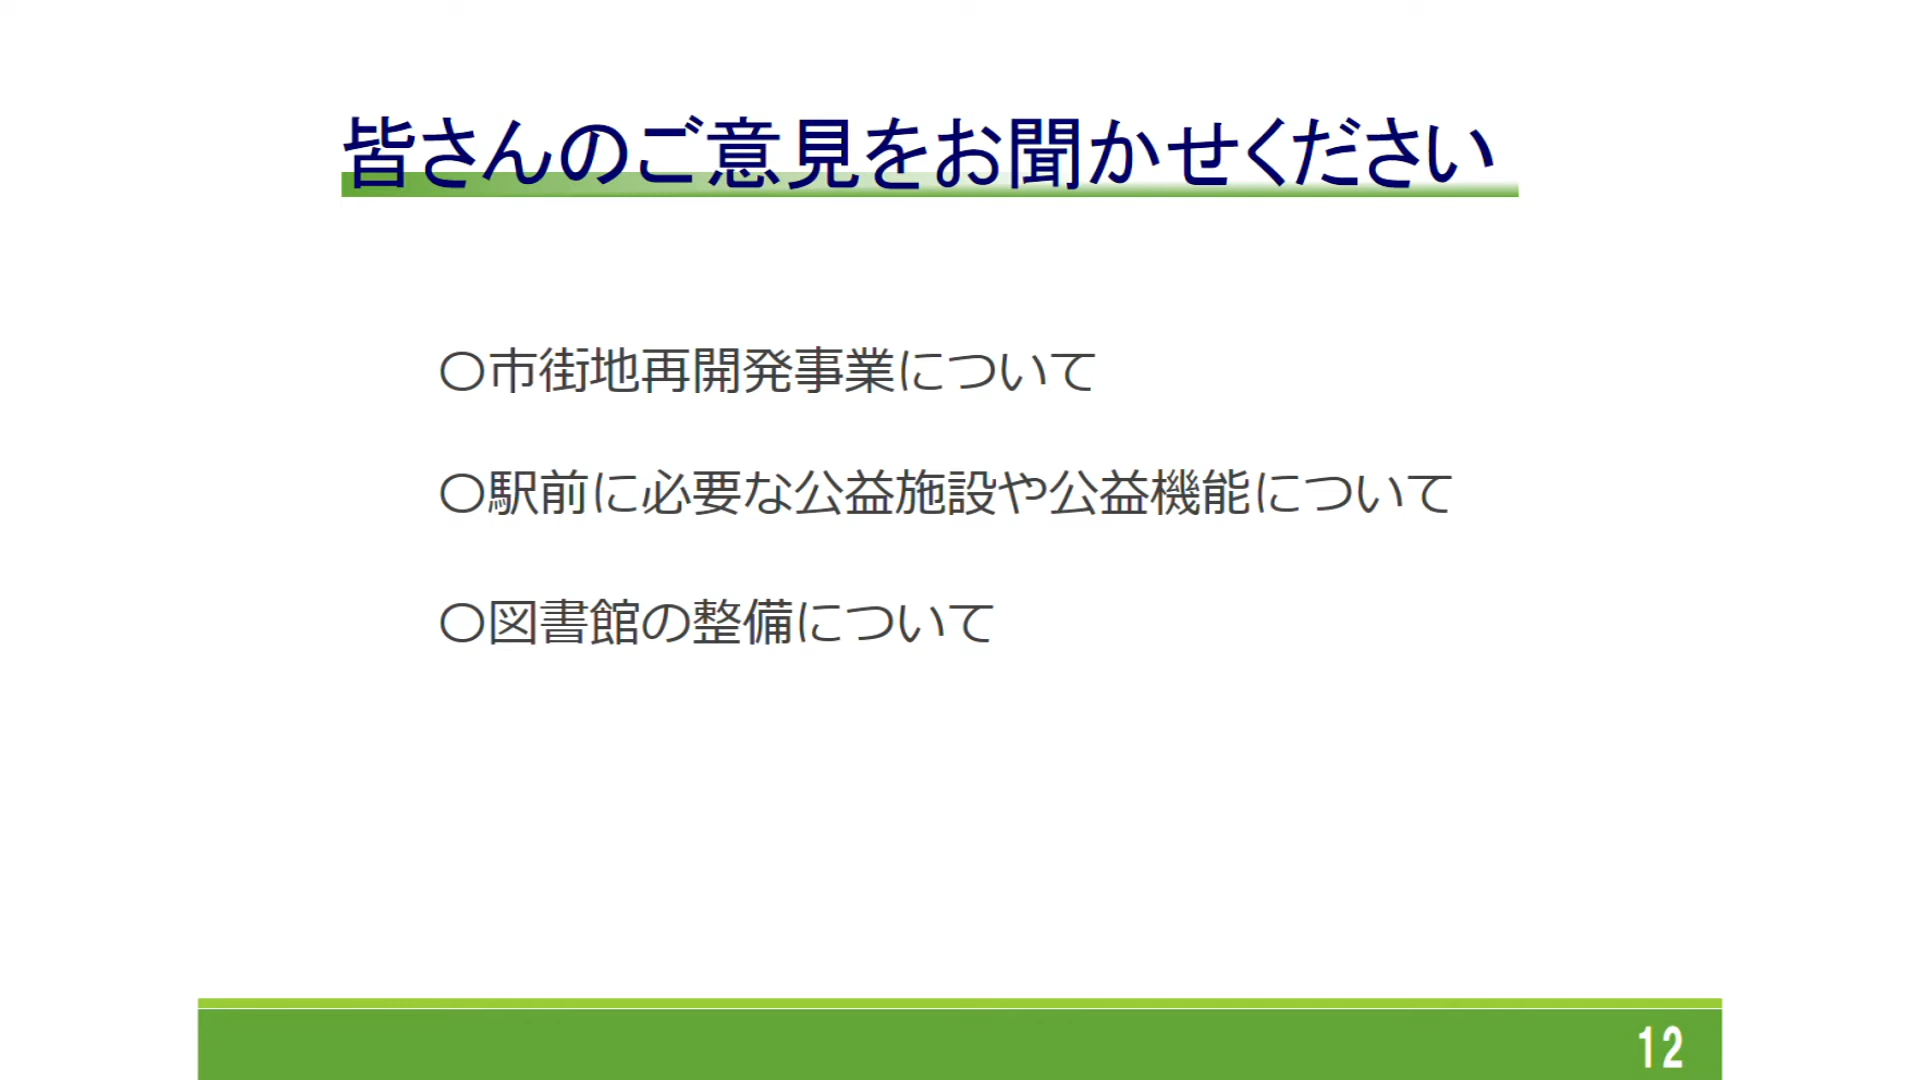 皆さんのご意見をお聞かせください
〇市街地再開発事業について
〇駅前に必要な公益施設や公益機能について
〇図書館の整備について
12